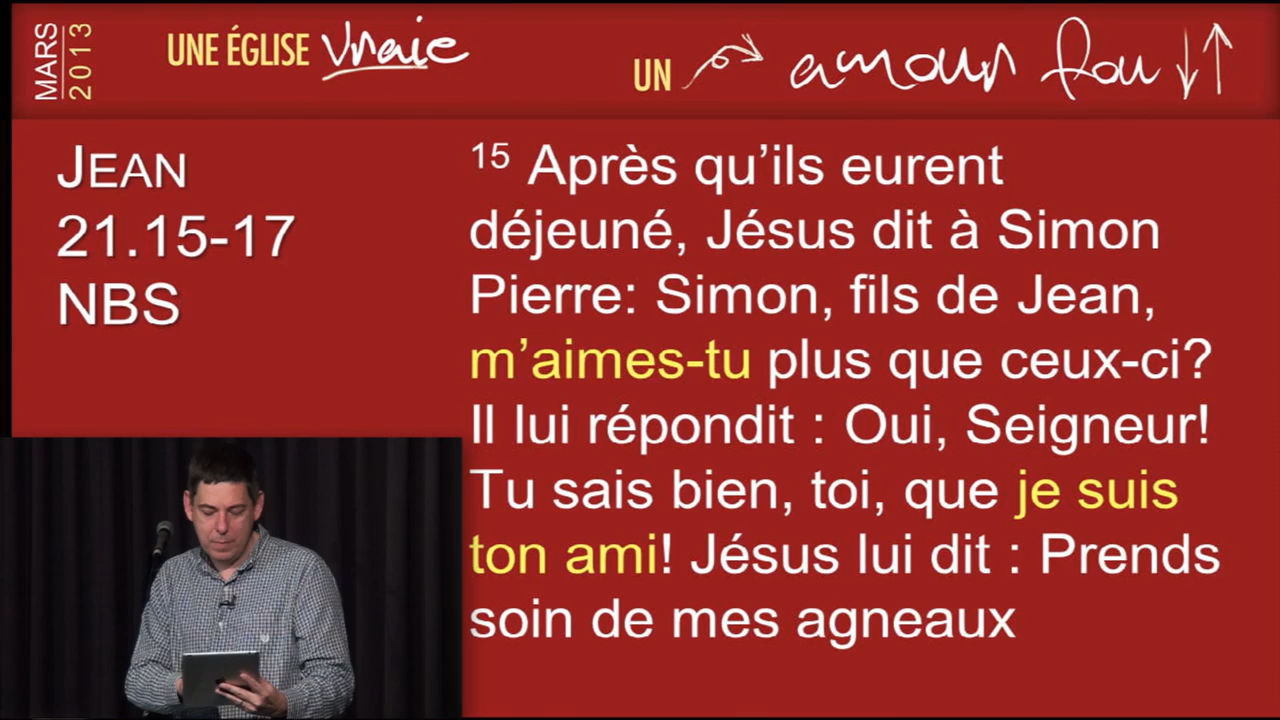 MARS
2013
UNE ÉGLISE vraie
UN amour fou
JEAN
21.15-17
NBS
15 Après qu’ils eurent
déjeuné, Jésus dit à Simon
Pierre: Simon, fils de Jean,
m’aimes-tu plus que ceux-ci?
Il lui répondit : Oui, Seigneur!
Tu sais bien, toi, que je suis
ton ami! Jésus lui dit : Prends
soin de mes agneaux